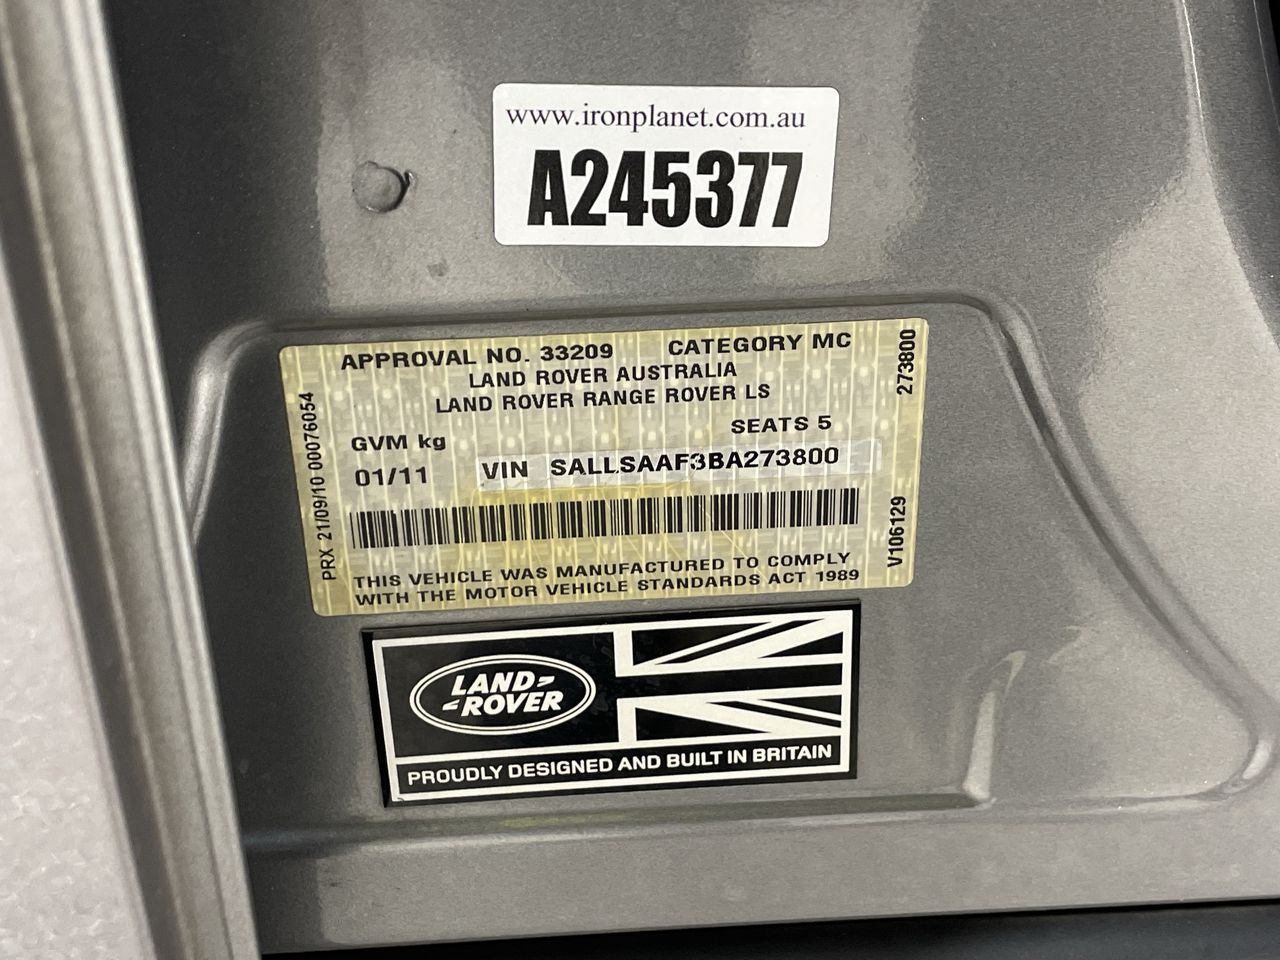 www.ironplanet.com.au
A245377
APPROVAL NO. 33209 CATEGORY MC
LAND ROVER AUSTRALIA
LAND ROVER RANGE ROVER LS
SEATS 5
GVM kg
01/11 VIN SALLSAAF3BA273800
THIS VEHICLE WAS MANUFACTURED TO COMPLY
WITH THE MOTOR VEHICLE STANDARDS ACT 1989
PRX 21/09/10 00076054
273800
V106129
LAND
ROVER
PROUDLY DESIGNED AND BUILT IN BRITAIN